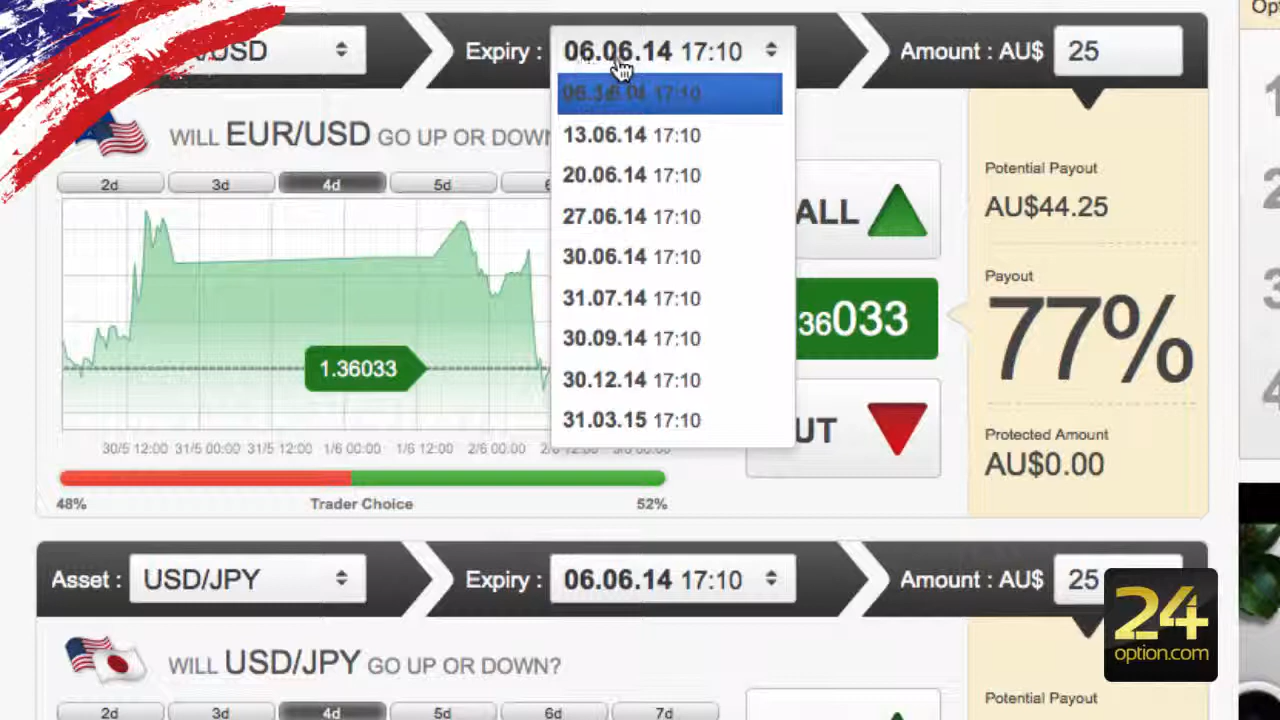 /USD
Expiry :
06.06.14 17:10
Amount : AU$
25
WILL EUR/USD GO UP OR DOWN
13.06.14 17:10
20.06.14 17:10
27.06.14 17:10
30.06.14 17:10
31.07.14 17:10
30.09.14 17:10
30.12.14 17:10
31.03.15 17:10
2d
3d
4d
5d
6
ALL
36033
UT
1.36033
30/5 12:00
31/5 00:00
31/5 12:00
1/6 00:00
1/6 12:00
2/6 00:00
48%
Trader Choice
52%
Potential Payout
AU$44.25
Payout
77%
Protected Amount
AU$0.00
Op
1
2
3
4
Asset :
USD/JPY
Expiry :
06.06.14 17:10
Amount : AU$
25
WILL USD/JPY GO UP OR DOWN?
2d
3d
4d
5d
6d
7d
Potential Payout
24
option.com